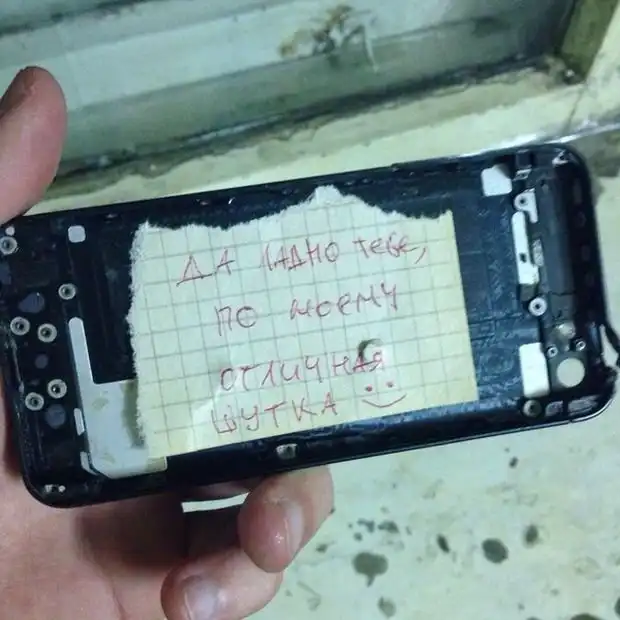 ДА ЛАДНО тебе,
ПО МОЕМУ
ОТЛИЧНАЯ
ШУТКА :)